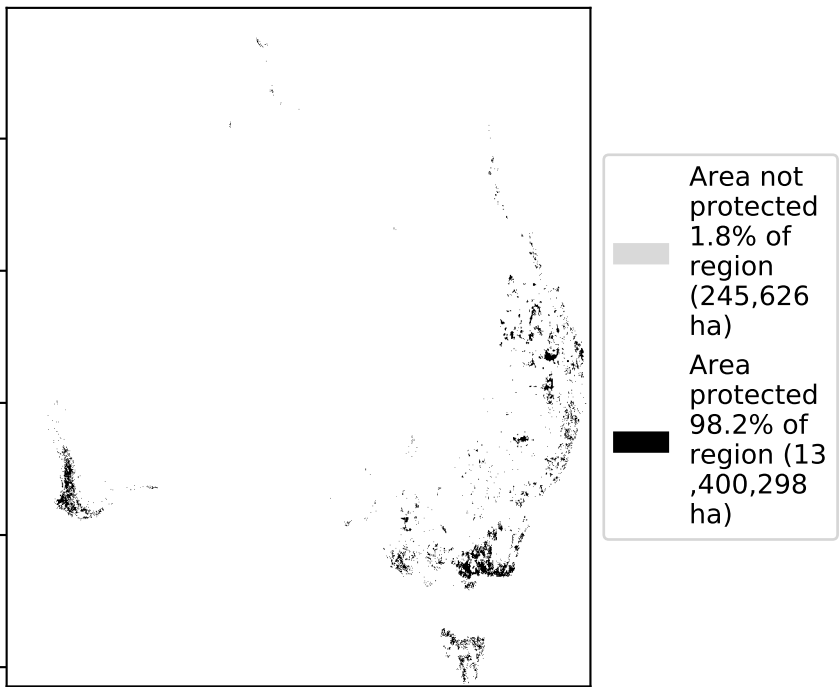 Area not
protected
1.8% of
region
(245,626
ha)
Area
protected
98.2% of
region (13
,400,298
ha)